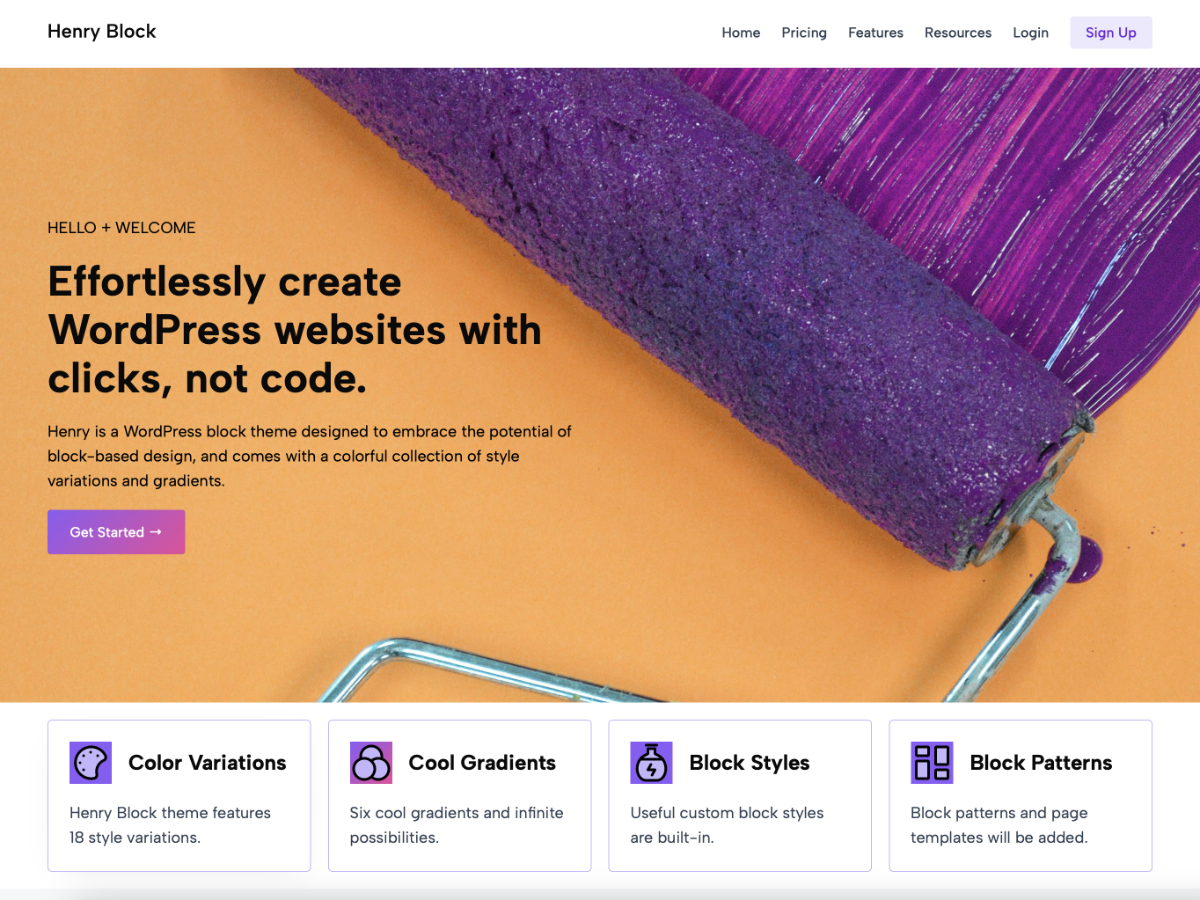 Henry Block
Home Pricing Features Resources Login Sign Up
HELLO + WELCOME
Effortlessly create
WordPress websites with
clicks, not code.
Henry is a WordPress block theme designed to embrace the potential of
block-based design, and comes with a colorful collection of style
variations and gradients.
Get Started →
Color Variations
Henry Block theme features
18 style variations.
Cool Gradients
Six cool gradients and infinite
possibilities.
Block Styles
Useful custom block styles
are built-in.
Block Patterns
Block patterns and page
templates will be added.